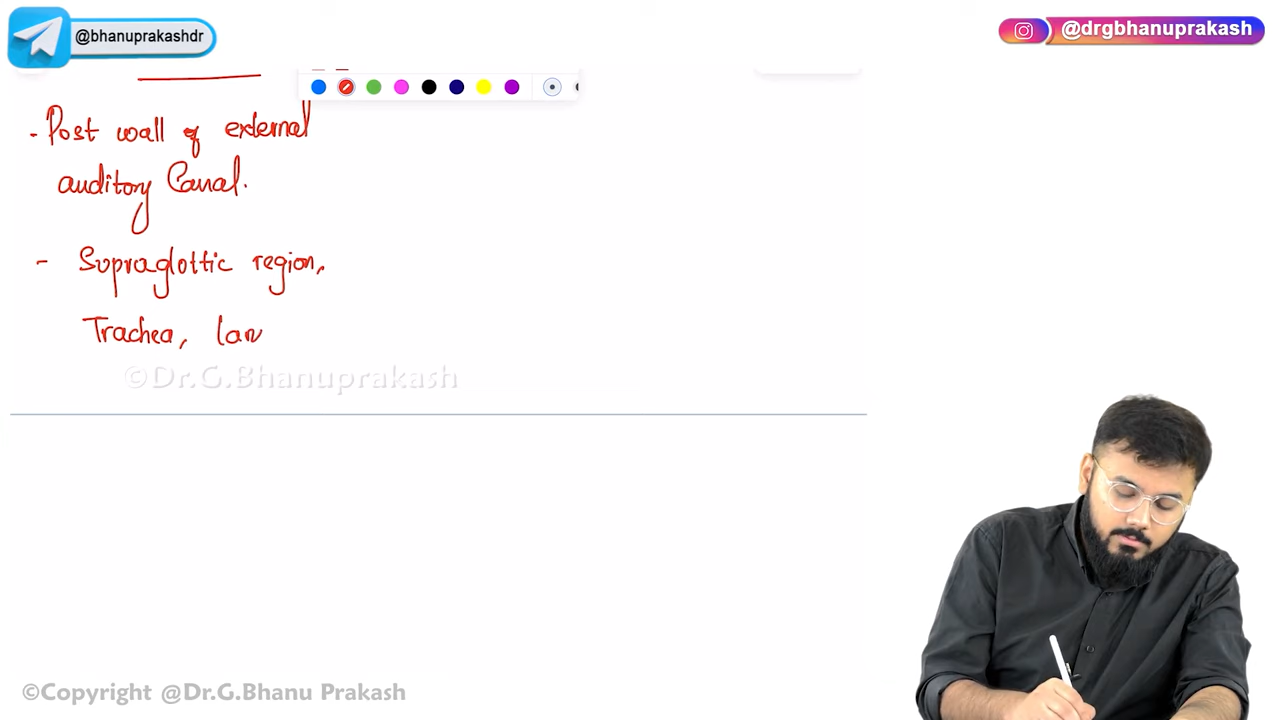 @bhanuprakashdr
@drgbhanuprakash
- Post wall of external
auditory Canal.
- Supraglottic region,
Trachea, lar
©Dr.G.Bhanuprakash
©Copyright @Dr.G.Bhanu Prakash